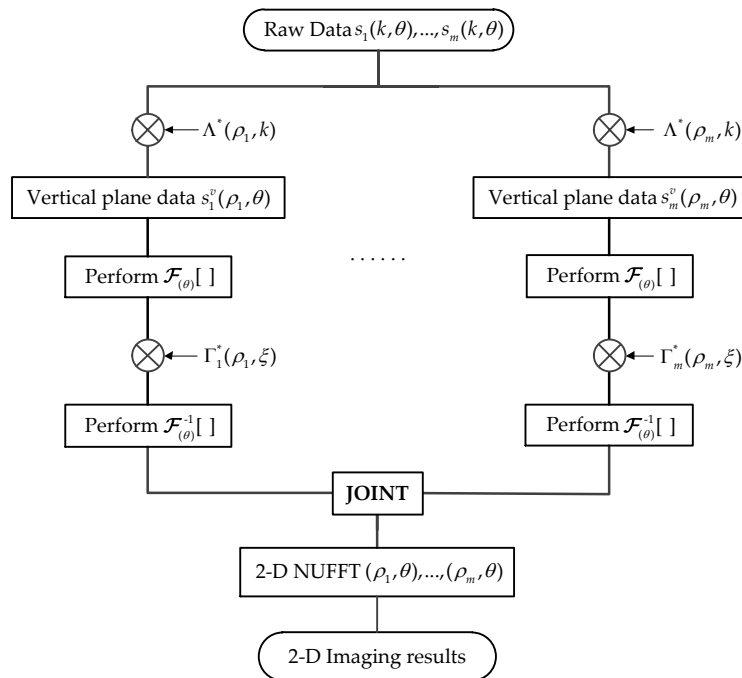 Raw Data s₁(k,θ),...,sₘ(k,θ)
Λ*(ρ₁,k)
Λ*(ρₘ,k)
Vertical plane data s₁ᵛ(ρ₁,θ)
Vertical plane data sₘᵛ(ρₘ,θ)
. . . . . .
Perform 𝓕₍θ₎[ ]
Perform 𝓕₍θ₎[ ]
Γ₁*(ρ₁,ξ)
Γₘ*(ρₘ,ξ)
Perform 𝓕₍θ₎⁻¹[ ]
Perform 𝓕₍θ₎⁻¹[ ]
JOINT
2-D NUFFT (ρ₁,θ),...,(ρₘ,θ)
2-D Imaging results